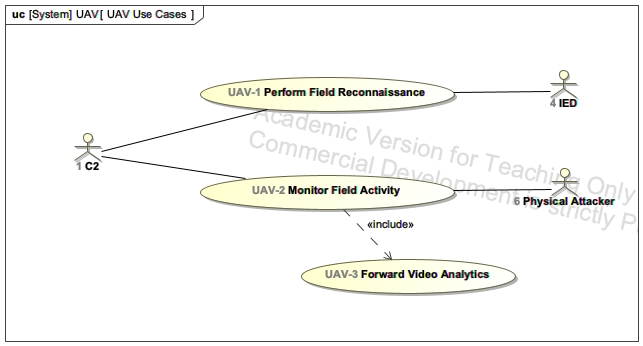 uc [System] UAV[ UAV Use Cases ]
UAV-1 Perform Field Reconnaissance
4 IED
Academic Version for Teaching Only
Commercial Development is strictly P
1 C2
UAV-2 Monitor Field Activity
6 Physical Attacker
«include»
UAV-3 Forward Video Analytics